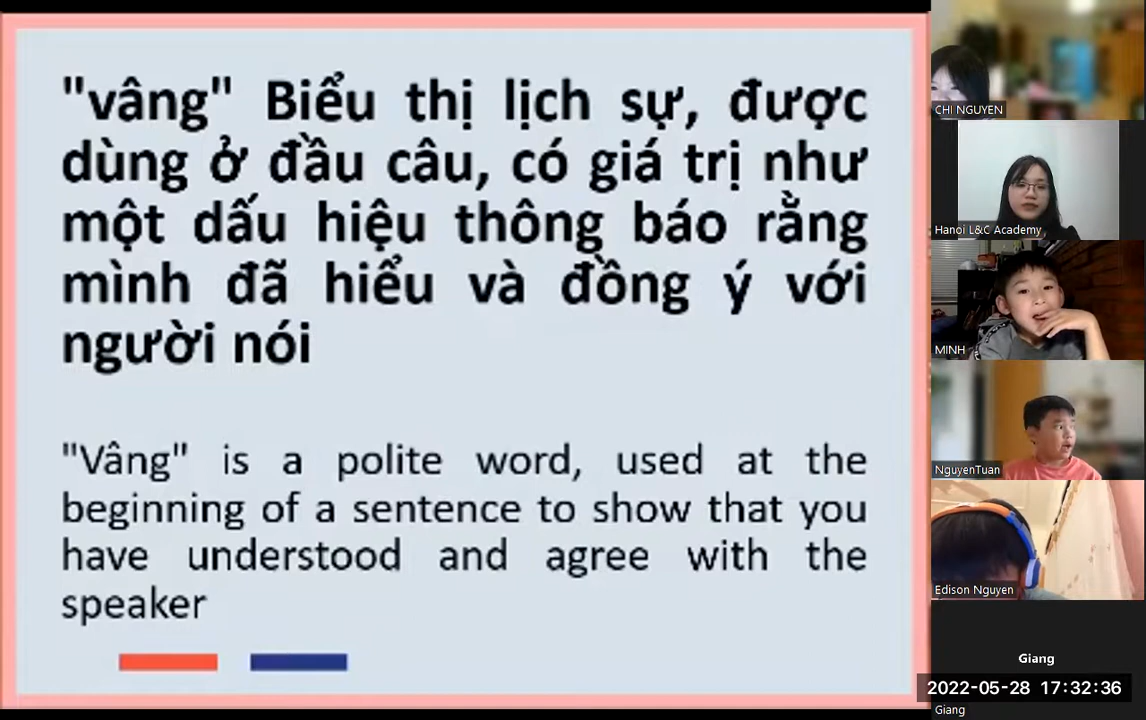 "vâng" Biểu thị lịch sự, được
dùng ở đầu câu, có giá trị như
một dấu hiệu thông báo rằng
mình đã hiểu và đồng ý với
người nói
"Vâng" is a polite word, used at the
beginning of a sentence to show that you
have understood and agree with the
speaker
CHI NGUYEN
Hanoi L&C Academy
MINH
NguyenTuan
Edison Nguyen
Giang
2022-05-28 17:32:36
Giang